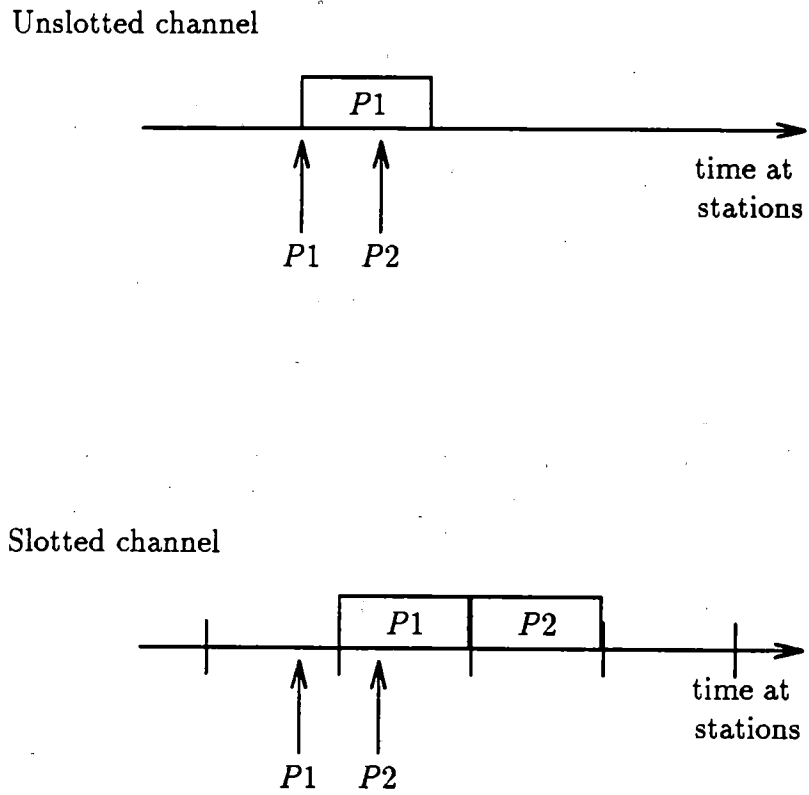 Unslotted channel
P1
time at
stations
P1 P2
Slotted channel
P1 P2
time at
stations
P1 P2